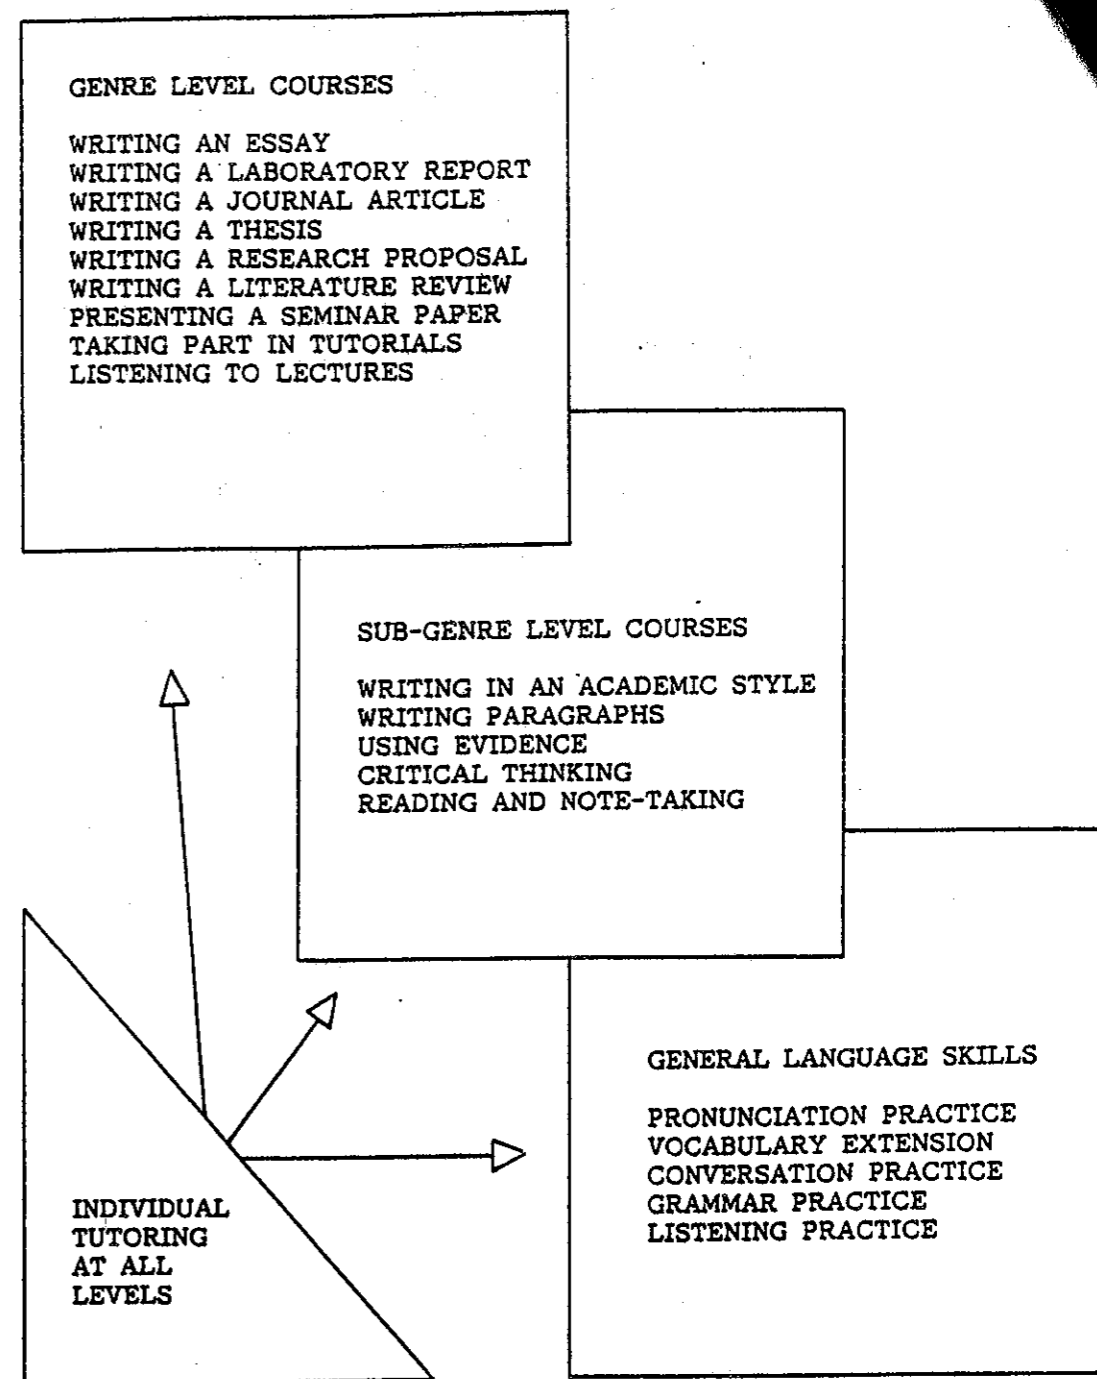 GENRE LEVEL COURSES
WRITING AN ESSAY
WRITING A LABORATORY REPORT
WRITING A JOURNAL ARTICLE
WRITING A THESIS
WRITING A RESEARCH PROPOSAL
WRITING A LITERATURE REVIEW
PRESENTING A SEMINAR PAPER
TAKING PART IN TUTORIALS
LISTENING TO LECTURES
SUB-GENRE LEVEL COURSES
WRITING IN AN ACADEMIC STYLE
WRITING PARAGRAPHS
USING EVIDENCE
CRITICAL THINKING
READING AND NOTE-TAKING
GENERAL LANGUAGE SKILLS
PRONUNCIATION PRACTICE
VOCABULARY EXTENSION
CONVERSATION PRACTICE
GRAMMAR PRACTICE
LISTENING PRACTICE
INDIVIDUAL
TUTORING
AT ALL
LEVELS